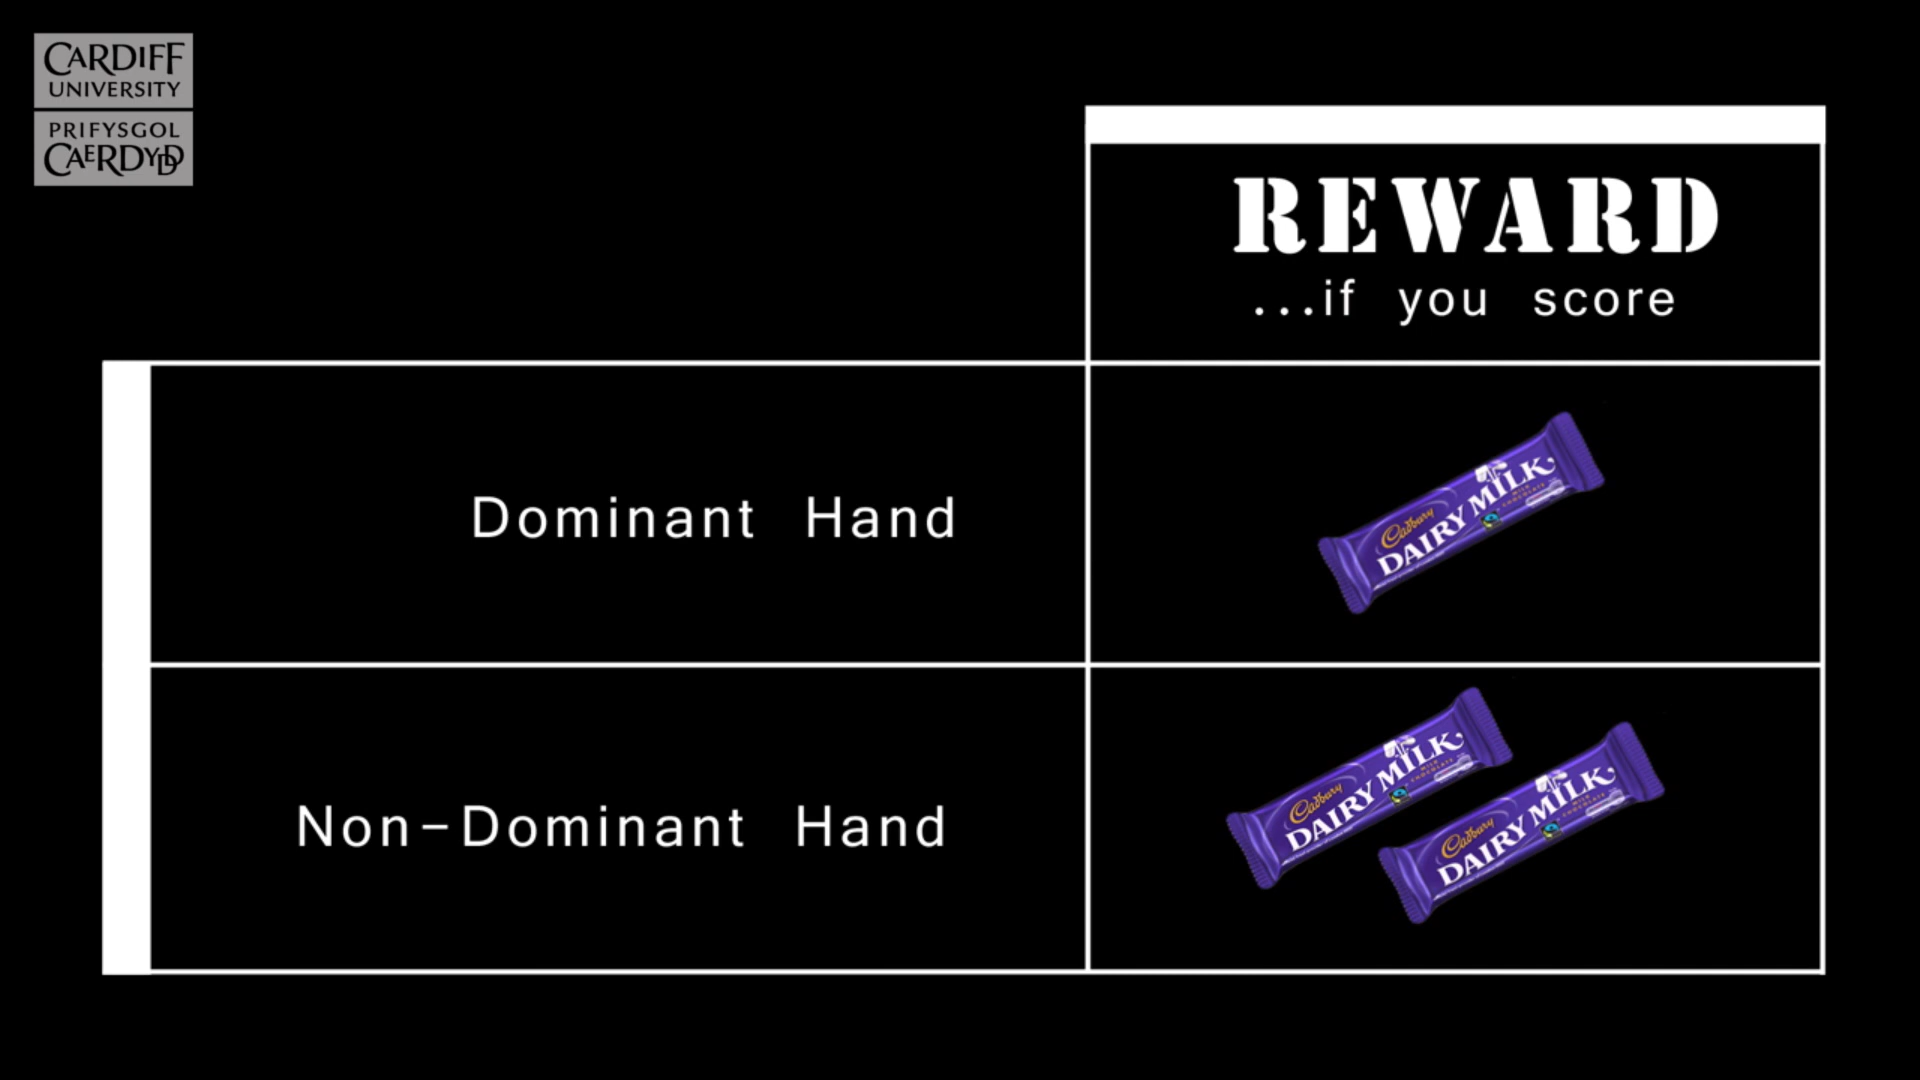 CARDIFF
UNIVERSITY
PRIFYSGOL
CAERDYDD
REWARD
...if you score
Dominant Hand
Cadbury
DAIRY MILK
Non-Dominant Hand
Cadbury
DAIRY MILK
Cadbury
DAIRY MILK